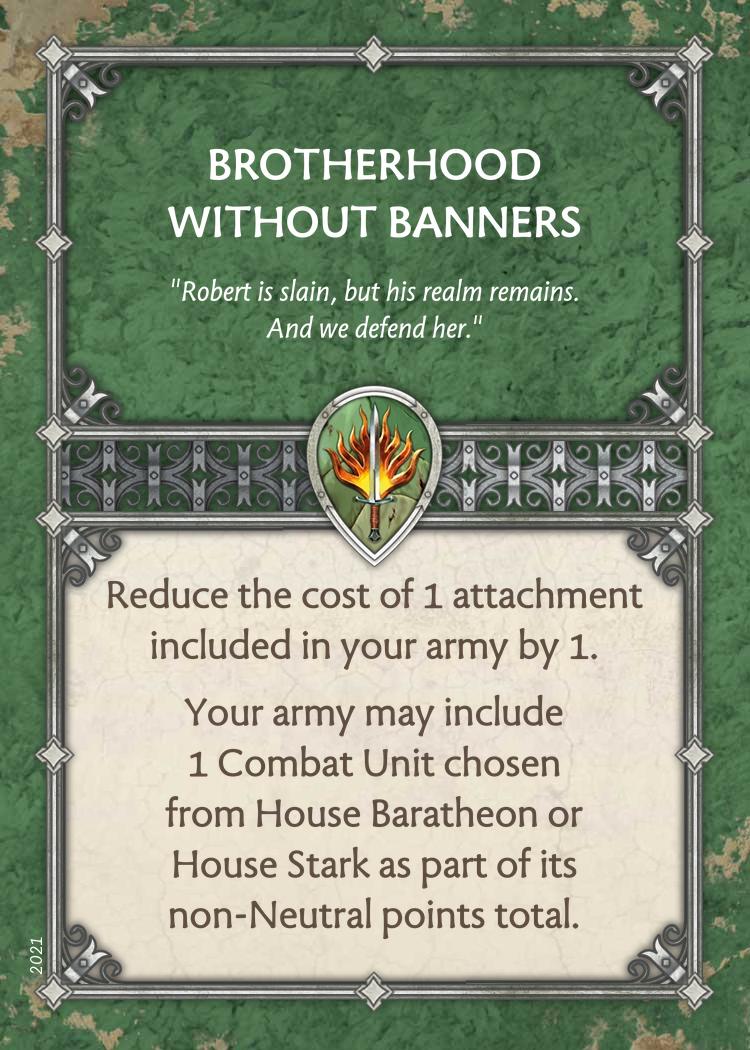 BROTHERHOOD
WITHOUT BANNERS
"Robert is slain, but his realm remains.
And we defend her."
Reduce the cost of 1 attachment
included in your army by 1.
Your army may include
1 Combat Unit chosen
from House Baratheon or
House Stark as part of its
non-Neutral points total.
2021